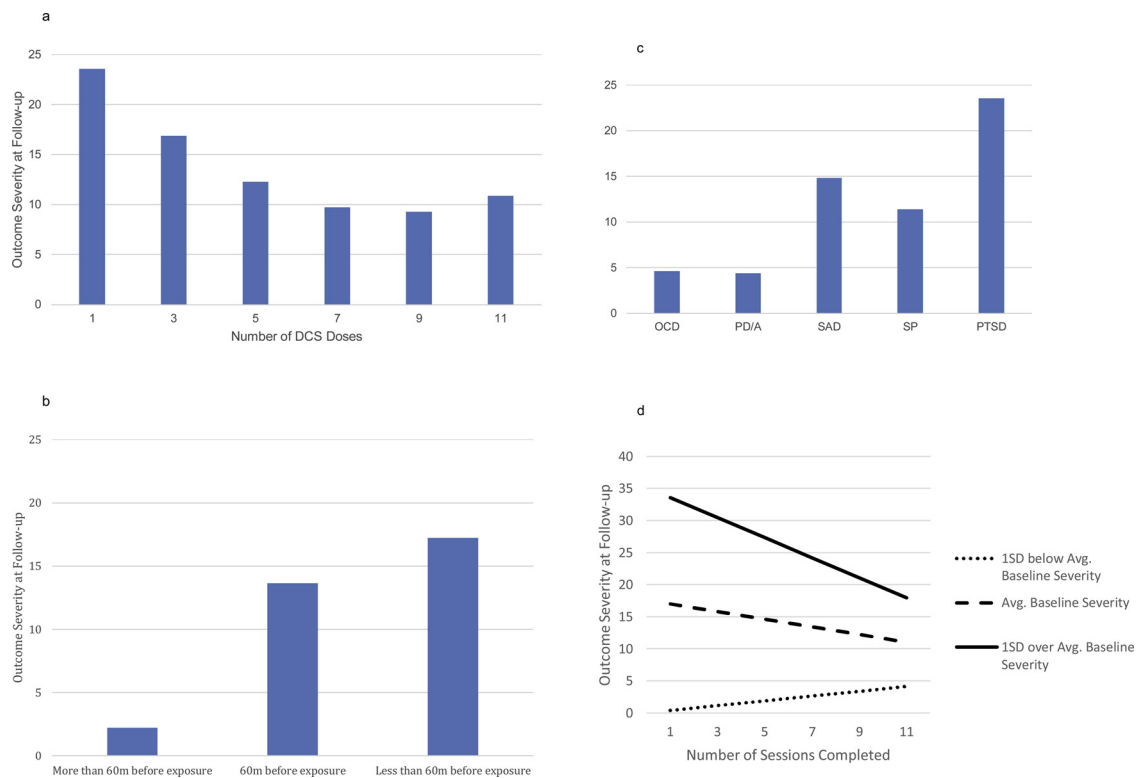 a
25
20
15
10
5
0
Outcome Severity at Follow-up
1 3 5 7 9 11
Number of DCS Doses
c
25
20
15
10
5
0
OCD PD/A SAD SP PTSD
b
25
20
15
10
5
0
Outcome Severity at Follow-up
More than 60m before exposure 60m before exposure Less than 60m before exposure
d
40
35
30
25
20
15
10
5
0
Outcome Severity at Follow-up
1 3 5 7 9 11
Number of Sessions Completed
1SD below Avg.
Baseline Severity
Avg. Baseline Severity
1SD over Avg. Baseline
Severity